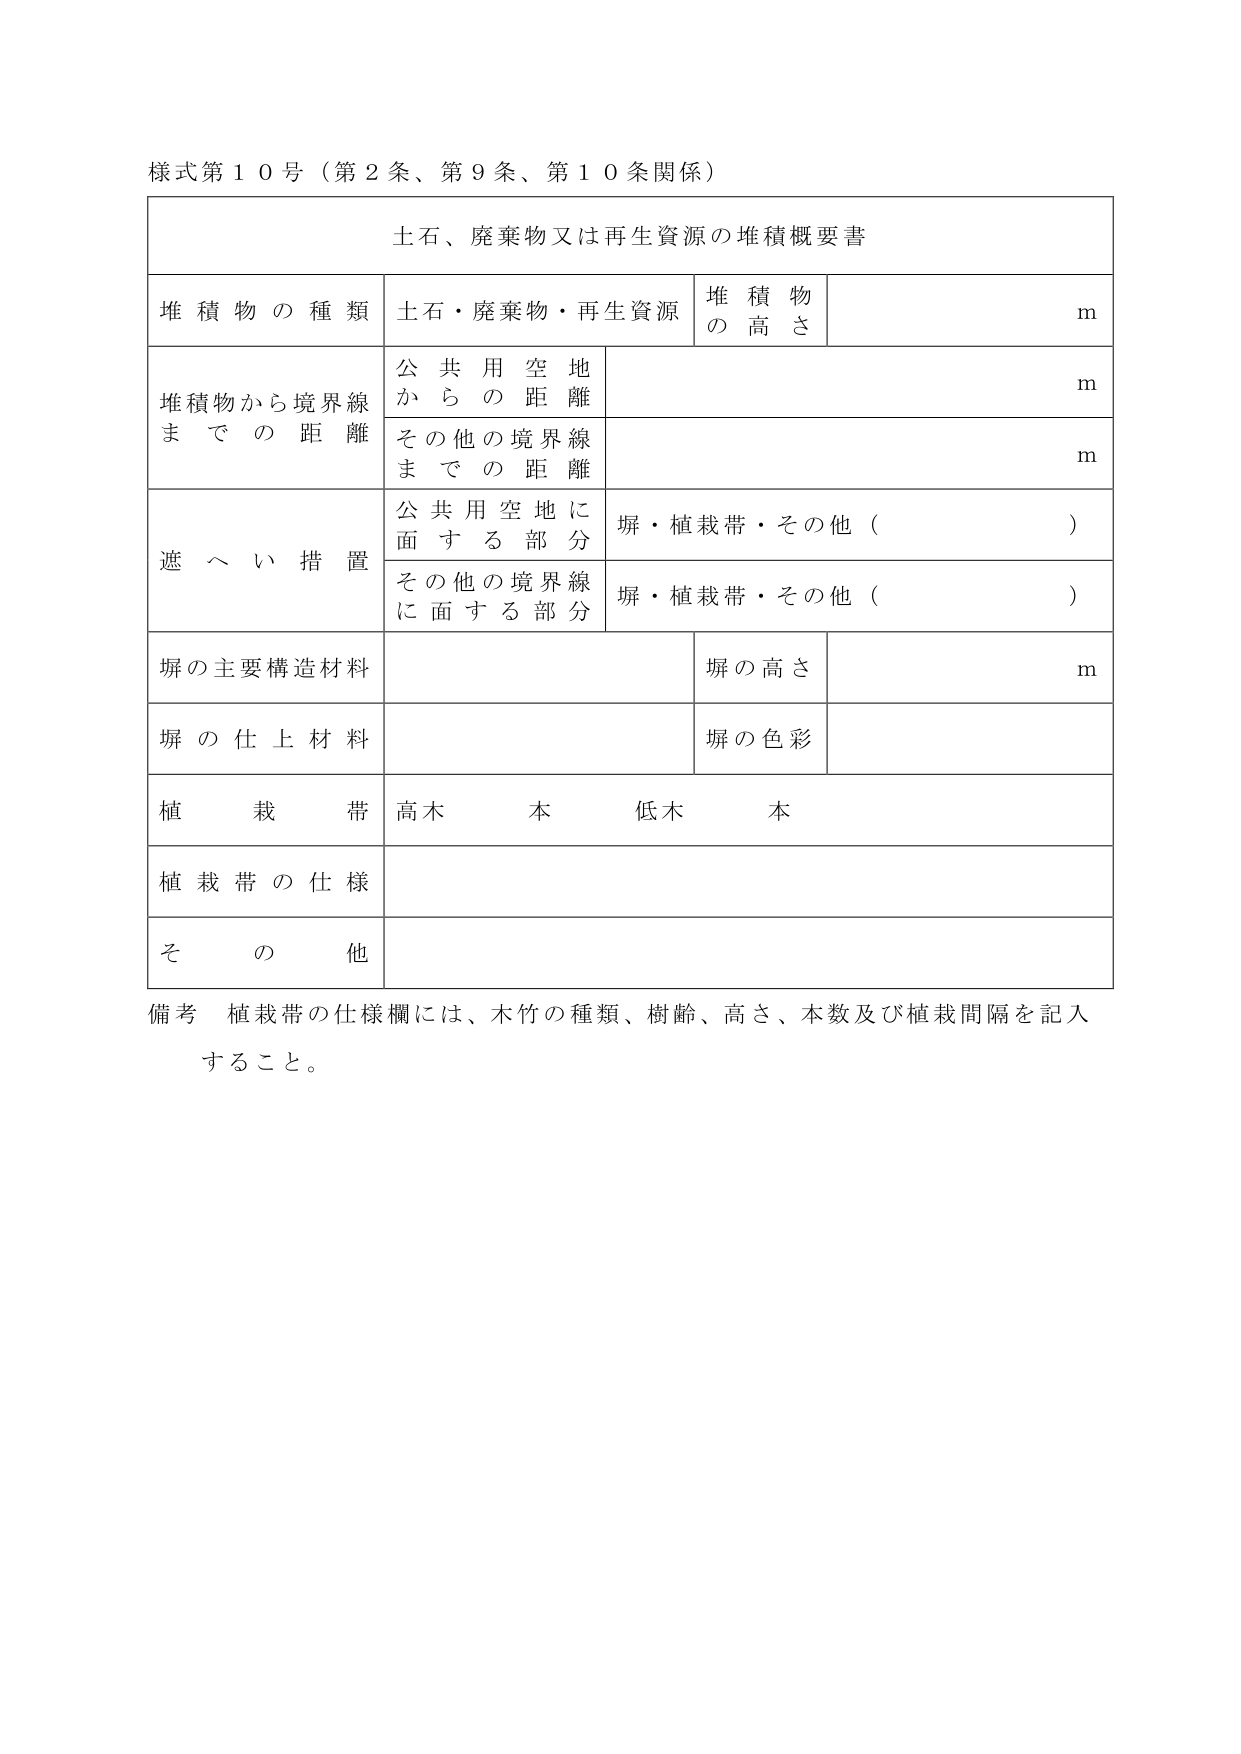 様式第１０号（第２条、第９条、第１０条関係）
土石、廃棄物又は再生資源の堆積概要書
堆積物の種類
土石・廃棄物・再生資源
堆積物
の高さ
ｍ
堆積物から境界線
までの距離
公共用空地
からの距離
ｍ
その他の境界線
までの距離
ｍ
遮へい措置
公共用空地に
面する部分
塀・植栽帯・その他（　　　　　　　）
その他の境界線
に面する部分
塀・植栽帯・その他（　　　　　　　）
塀の主要構造材料
塀の高さ
ｍ
塀の仕上材料
塀の色彩
植栽帯
高木　　　本　　　低木　　　本
植栽帯の仕様
その他
備考　植栽帯の仕様欄には、木竹の種類、樹齢、高さ、本数及び植栽間隔を記入
すること。